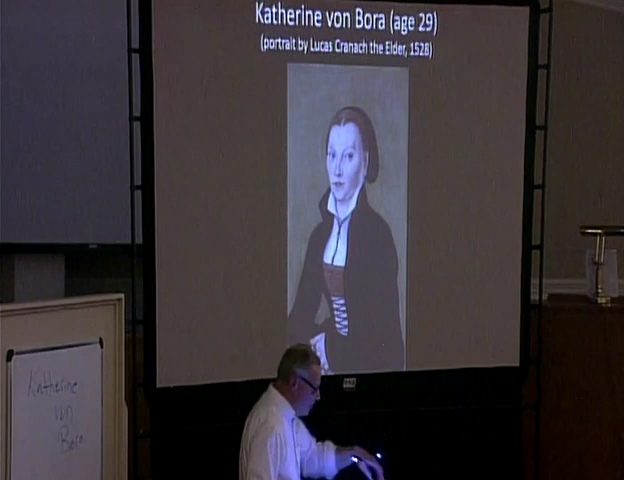 Katherine von Bora (age 29)
(portrait by Lucas Cranach the Elder, 1528)
Katherine
von
Bora